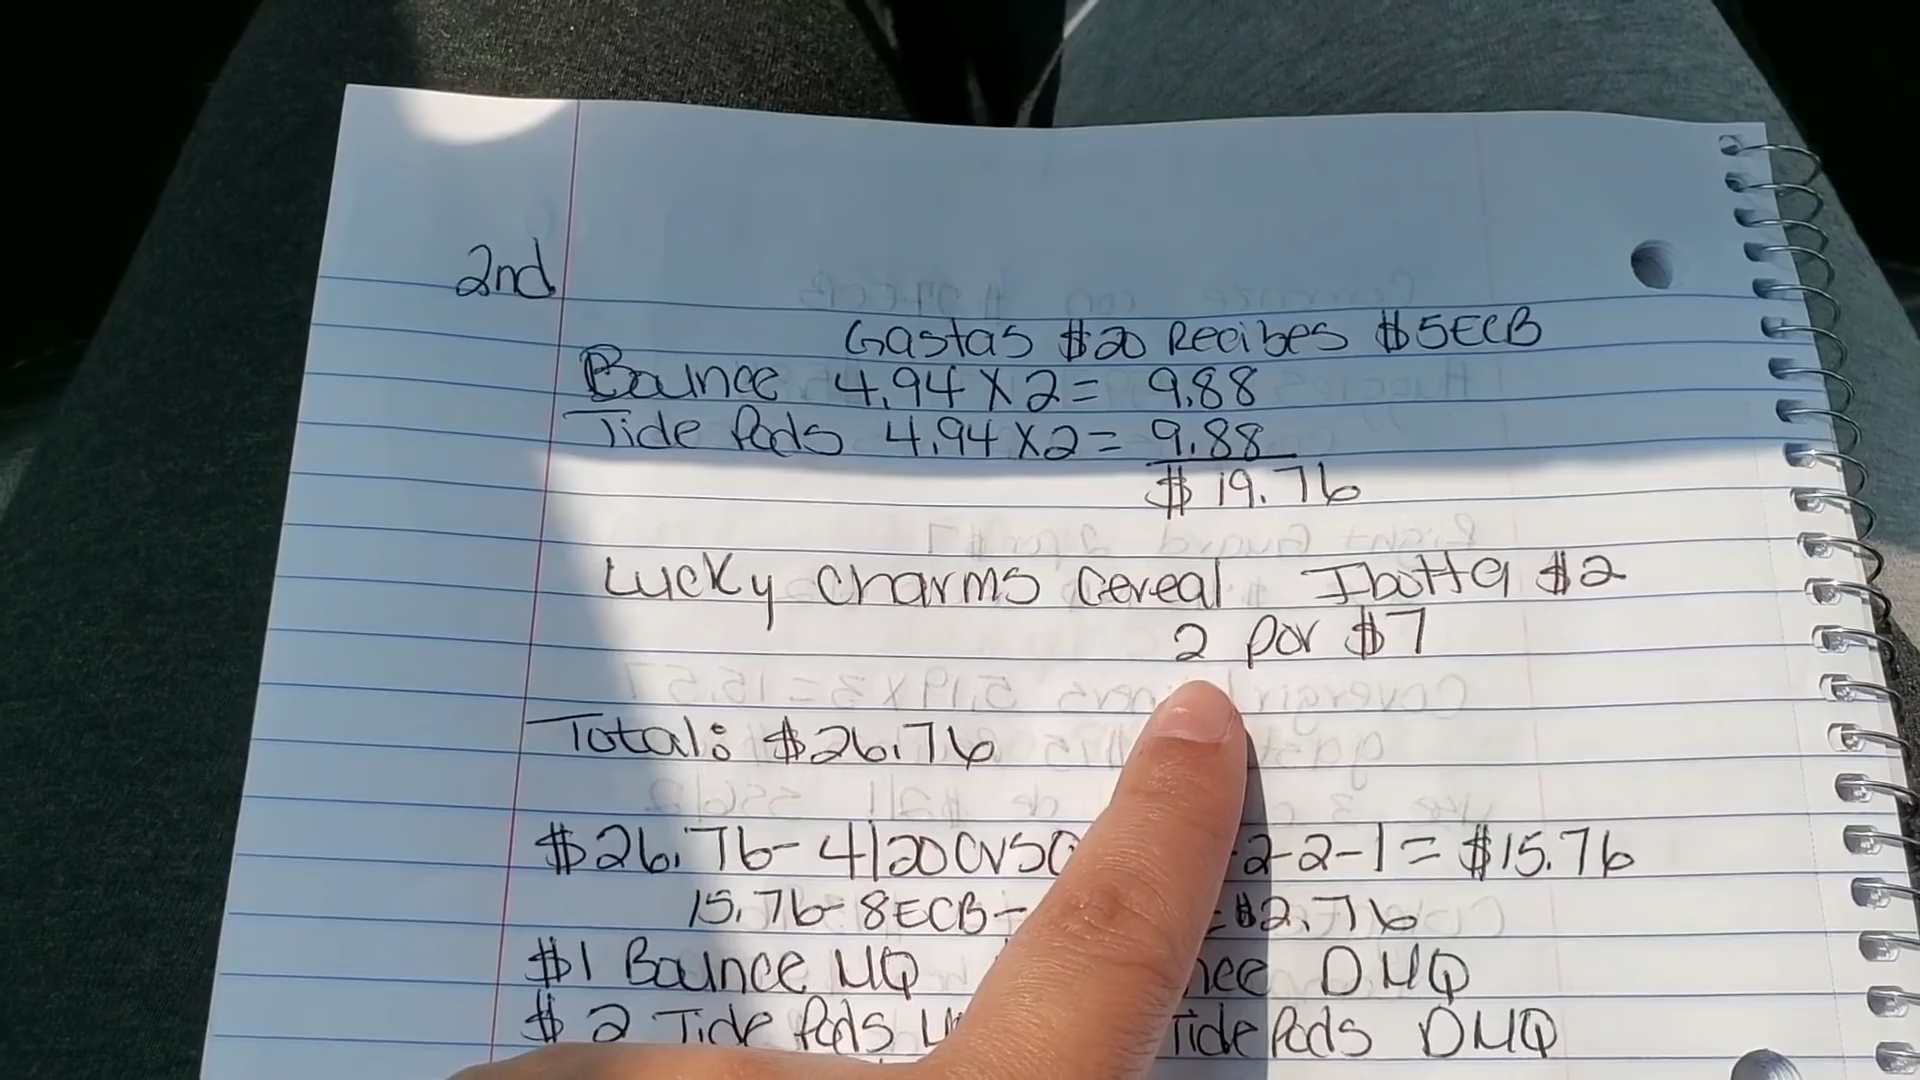 2nd
Gastas $20 Recibes $5ECB
Bounce 4.94 X 2 = 9.88
Tide Pods 4.94 X 2 = 9.88
$ 19.76
Lucky Charms Cereal Ibotta $2
2 por $7
Total: $26.76
$26.76 - 4|20CVS -2-2-1 = $15.76
15.76 - 8ECB - = $2.76
$1 Bounce MQ DMQ
$2 Tide Pods Tide Pods DMQ